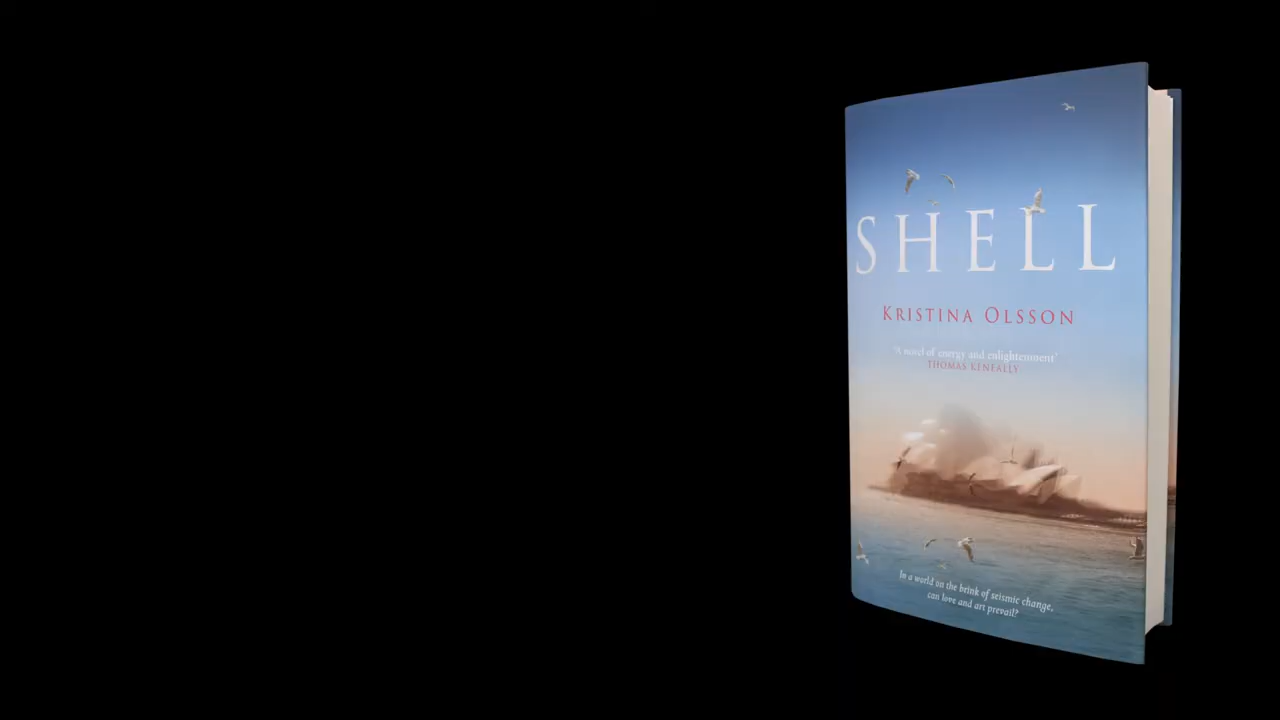 SHELL
KRISTINA OLSSON
'A novel of energy and enlightenment'
THOMAS KENEALLY
In a world on the brink of seismic change,
can love and art prevail?